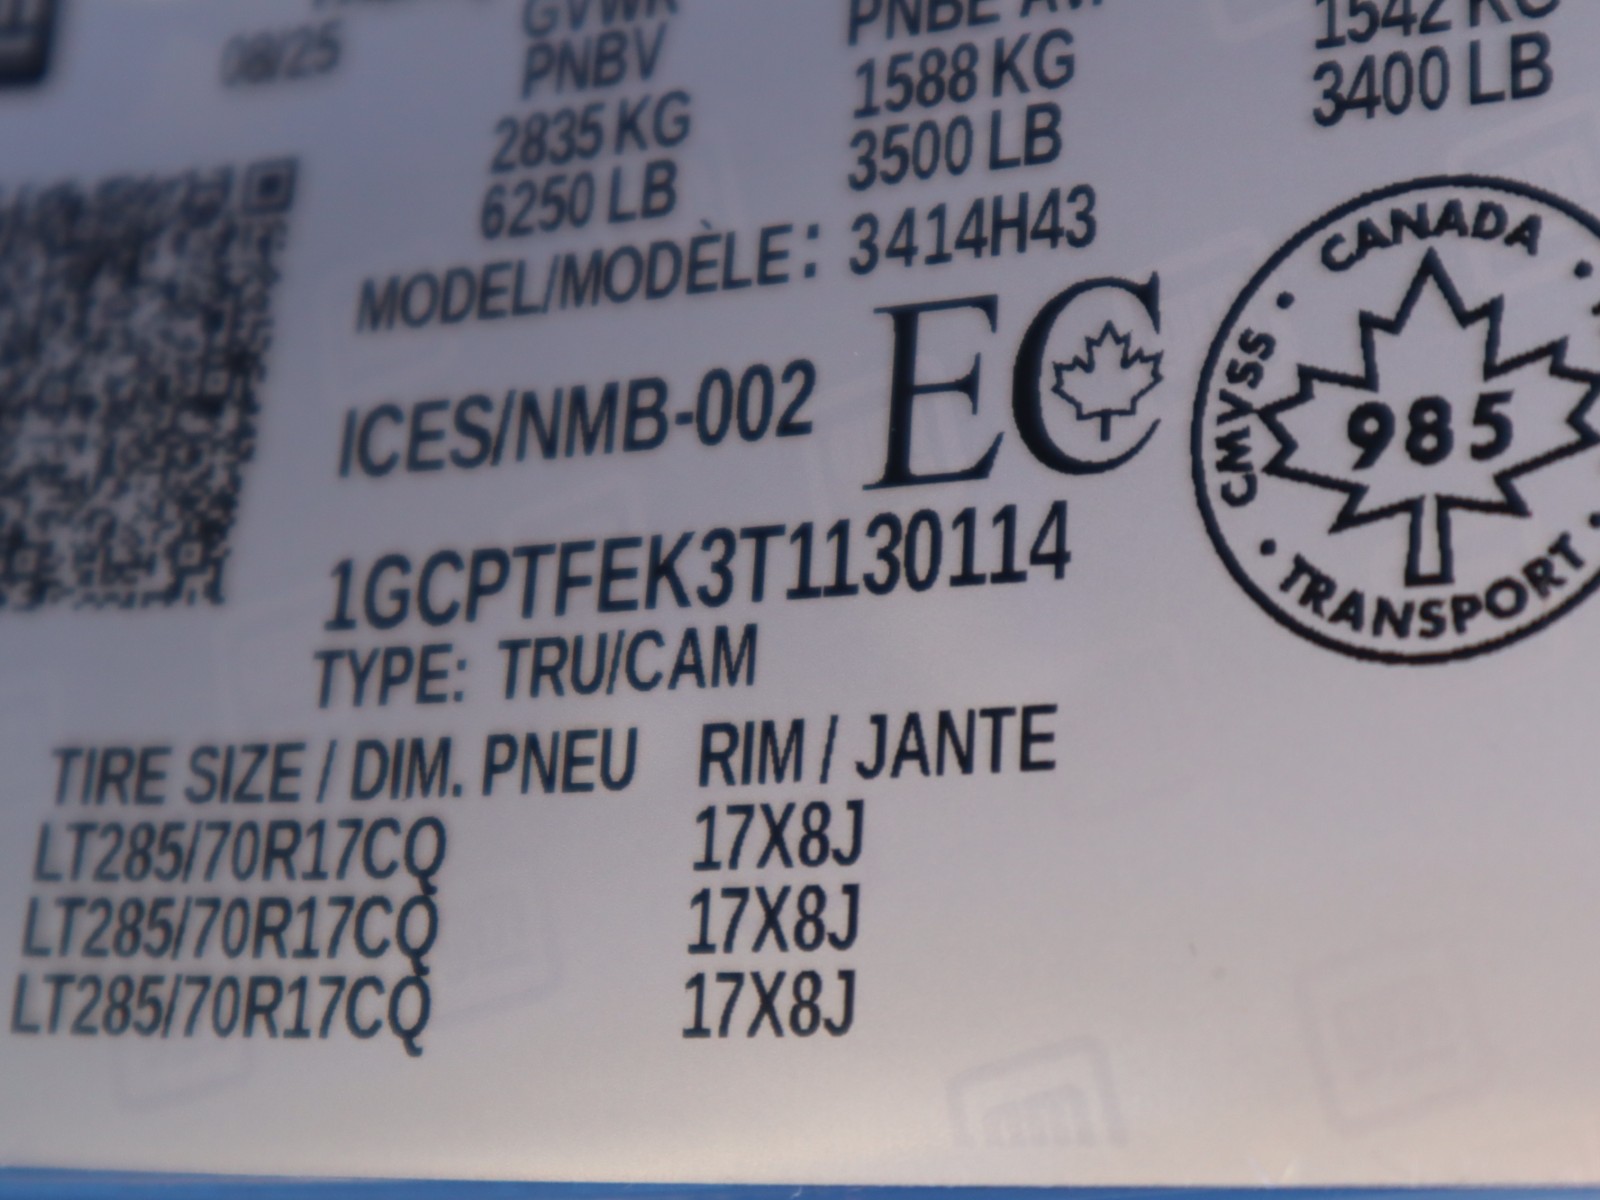 08/25
GVWR
PNBV
2835 KG
6250 LB
PNBE
1588 KG
3500 LB
1542 KG
3400 LB
MODEL/MODÈLE: 3414H43
ICES/NMB-002
EC
1GCPTFEK3T1130114
TYPE: TRU/CAM
CANADA
CMVSS
985
TRANSPORT
TIRE SIZE / DIM. PNEU RIM / JANTE
LT285/70R17CQ 17X8J
LT285/70R17CQ 17X8J
LT285/70R17CQ 17X8J